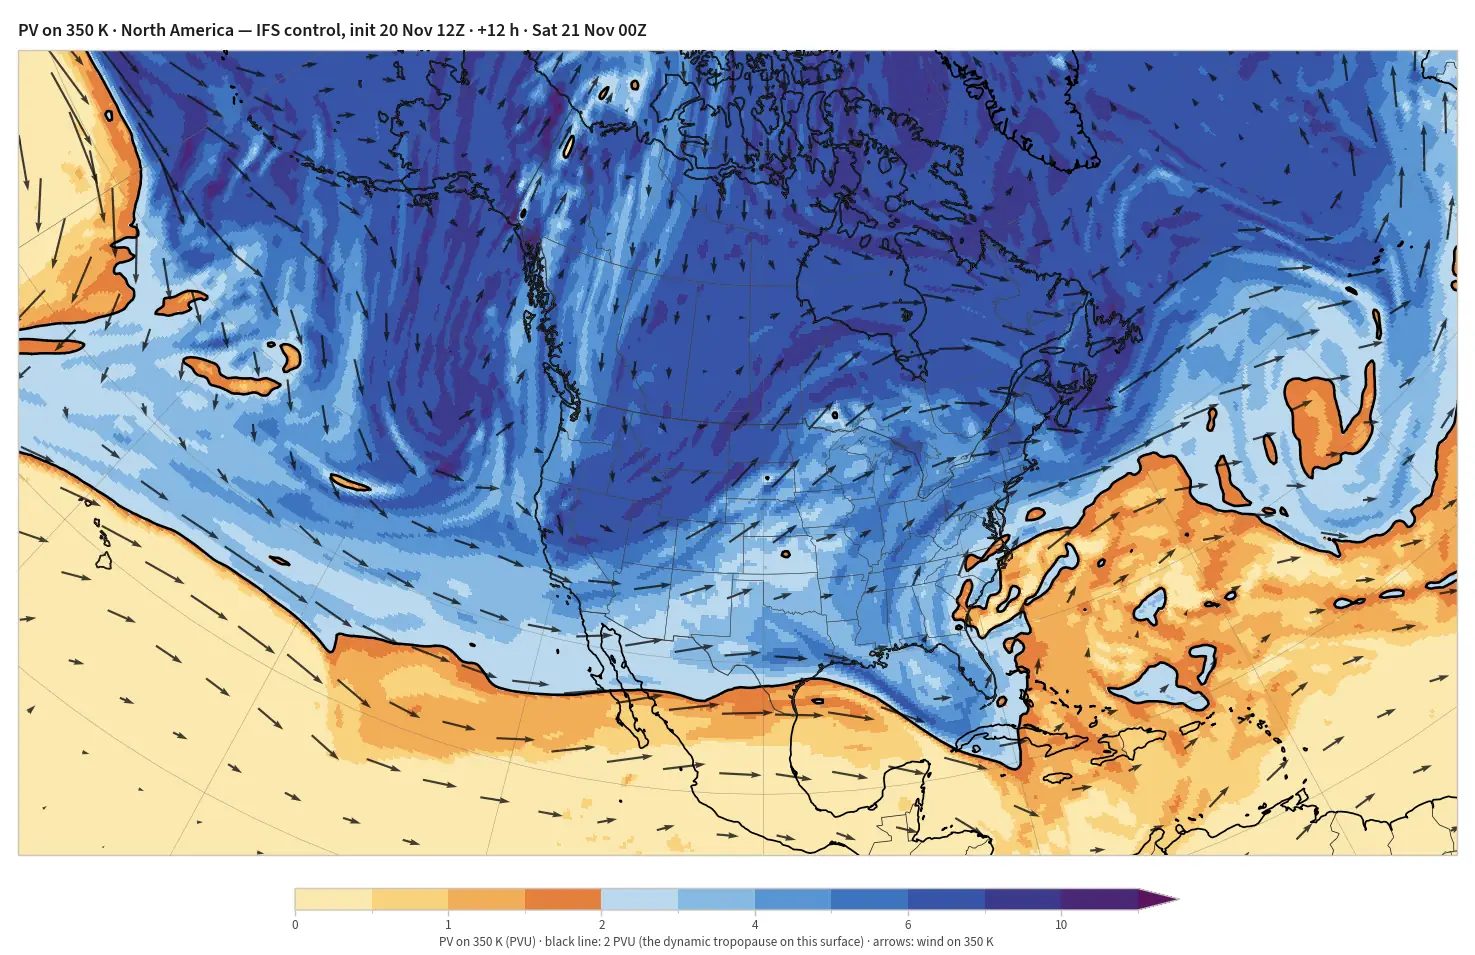 PV on 350 K · North America — IFS control, init 20 Nov 12Z · +12 h · Sat 21 Nov 00Z
0 1 2 4 6 10
PV on 350 K (PVU) · black line: 2 PVU (the dynamic tropopause on this surface) · arrows: wind on 350 K